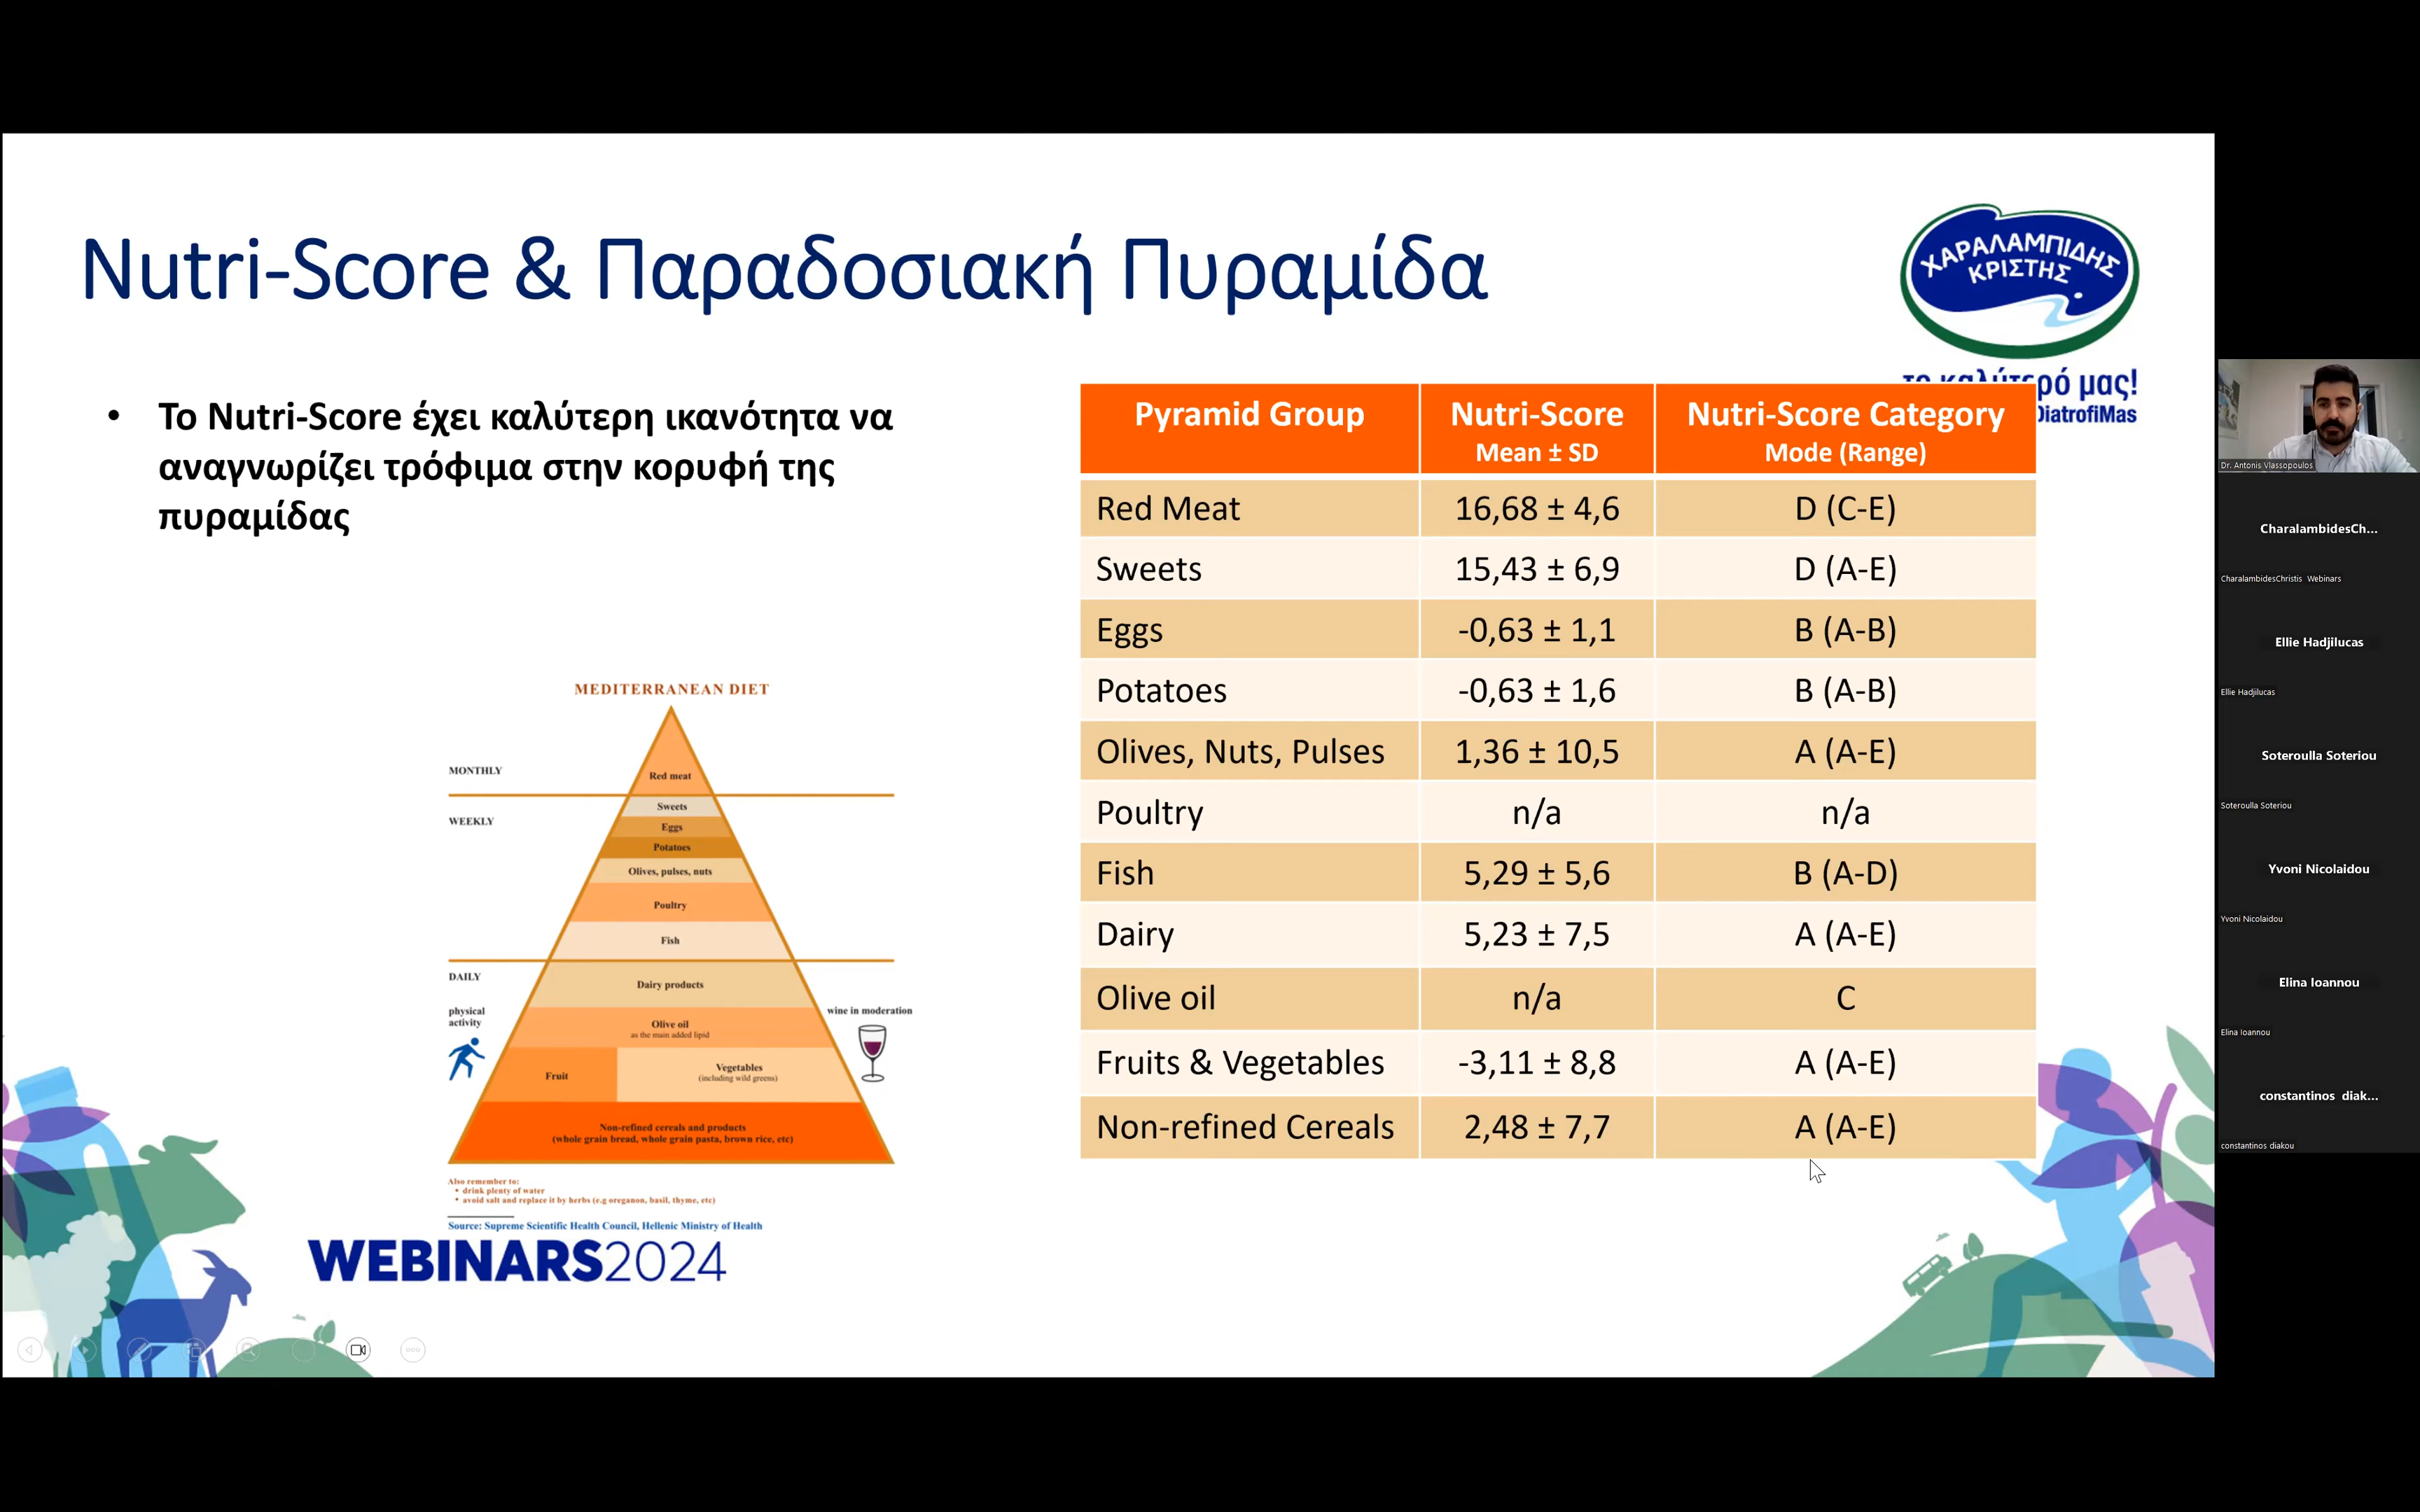 Nutri-Score & Παραδοσιακή Πυραμίδα
ΧΑΡΑΛΑΜΠΙΔΗΣ
ΚΡΙΣΤΗΣ
το καλύτερό μας!
DiatrofiMas
• Το Nutri-Score έχει καλύτερη ικανότητα να
αναγνωρίζει τρόφιμα στην κορυφή της
πυραμίδας
MEDITERRANEAN DIET
MONTHLY
Red meat
WEEKLY
Sweets
Eggs
Potatoes
Olives, pulses, nuts
Poultry
Fish
DAILY
Dairy products
physical
activity
wine in moderation
Olive oil
as the main added lipid
Fruit
Vegetables
(including wild greens)
Non-refined cereals and products
(whole grain bread, whole grain pasta, brown rice, etc)
Also remember to:
• drink plenty of water
• avoid salt and replace it by herbs (e.g oreganon, basil, thyme, etc)
Source: Supreme Scientific Health Council, Hellenic Ministry of Health
WEBINARS2024
Pyramid Group Nutri-Score Nutri-Score Category
Mean ± SD Mode (Range)
Red Meat 16,68 ± 4,6 D (C-E)
Sweets 15,43 ± 6,9 D (A-E)
Eggs -0,63 ± 1,1 B (A-B)
Potatoes -0,63 ± 1,6 B (A-B)
Olives, Nuts, Pulses 1,36 ± 10,5 A (A-E)
Poultry n/a n/a
Fish 5,29 ± 5,6 B (A-D)
Dairy 5,23 ± 7,5 A (A-E)
Olive oil n/a C
Fruits & Vegetables -3,11 ± 8,8 A (A-E)
Non-refined Cereals 2,48 ± 7,7 A (A-E)
Dr. Antonis Vlassopoulos
CharalambidesCh...
CharalambidesChristis Webinars
Ellie Hadjilucas
Ellie Hadjilucas
Soteroulla Soteriou
Soteroulla Soteriou
Yvoni Nicolaidou
Yvoni Nicolaidou
Elina Ioannou
Elina Ioannou
constantinos diak...
constantinos diakou